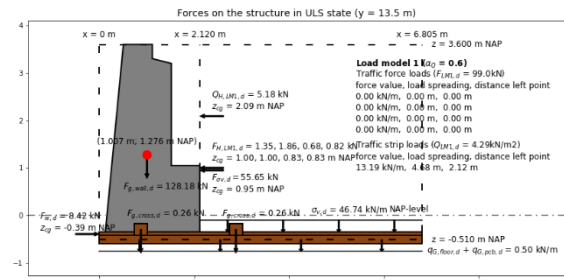 Forces on the structure in ULS state (y = 13.5 m)
x = 0 m
x = 2.120 m
x = 6.805 m
z = 3.600 m NAP
Load model 1 (α_Q = 0.6)
Traffic force loads (F_LM1,d = 99.0kN)
force value, load spreading, distance left point
0.00 kN/m, 0.00 m, 0.00 m
0.00 kN/m, 0.00 m, 0.00 m
0.00 kN/m, 0.00 m, 0.00 m
0.00 kN/m, 0.00 m, 0.00 m
Traffic strip loads (Q_LM1,d = 4.29kN/m2)
force value, load spreading, distance left point
13.19 kN/m, 4.68 m, 2.12 m
Q_H,LM1,d = 5.18 kN
z_cg = 2.09 m NAP
(1.007 m; 1.276 m NAP)
F_H,LM1,d = 1.35, 1.86, 0.68, 0.82 kN
z_cg = 1.00, 1.00, 0.83, 0.83 m NAP
F_σv,d = 55.65 kN
z_cg = 0.95 m NAP
F_g,wall,d = 128.18 kN
F_w,d = 8.42 kN
z_cg = -0.39 m NAP
F_g,cross,d = 0.26 kN
F_g,cross,d = 0.26 kN
σ_v,d = 46.74 kN/m
NAP-level
z = -0.510 m NAP
q_G,floor,d + q_G,pcb,d = 0.50 kN/m
4
3
2
1
0
−1